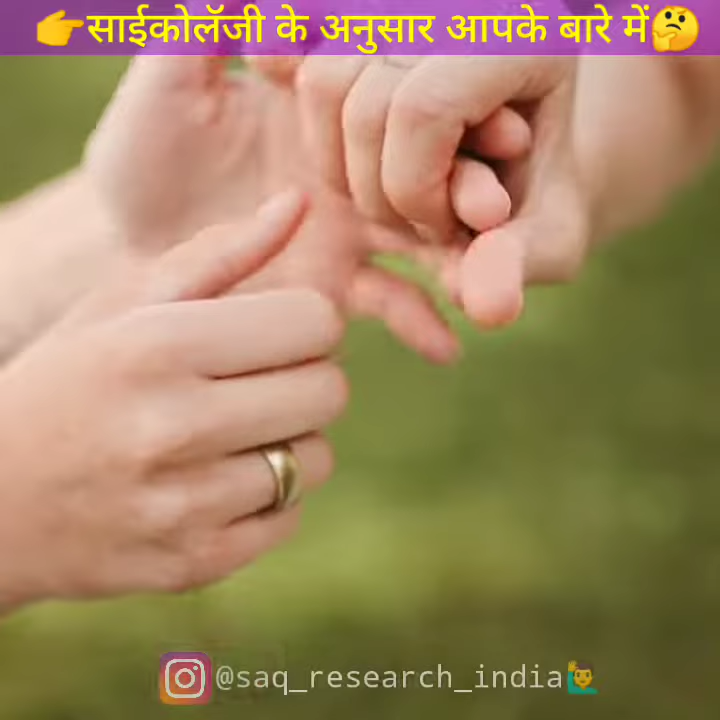 👉साईकोलॅजी के अनुसार आपके बारे में🤔
@saq_research_india🙋‍♂️